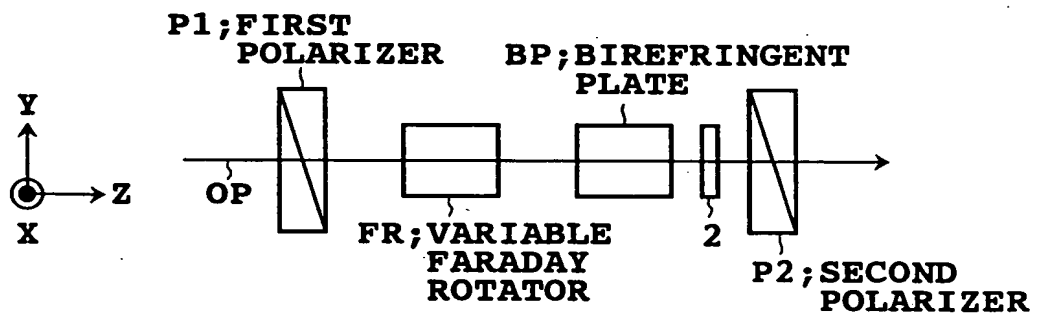 P1;FIRST
POLARIZER
BP;BIREFRINGENT
PLATE
Y
Z
X
OP
FR;VARIABLE
FARADAY
ROTATOR
2
P2;SECOND
POLARIZER